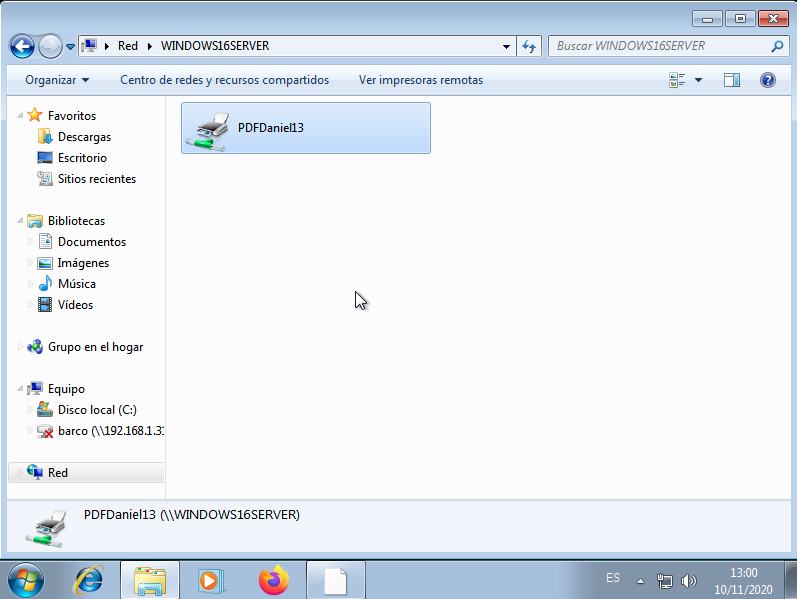 Red WINDOWS16SERVER
Buscar WINDOWS16SERVER
Organizar Centro de redes y recursos compartidos Ver impresoras remotas
Favoritos
Descargas
Escritorio
Sitios recientes
Bibliotecas
Documentos
Imágenes
Música
Vídeos
Grupo en el hogar
Equipo
Disco local (C:)
barco (\\192.168.1.31
Red
PDFDaniel13
PDFDaniel13 (\\WINDOWS16SERVER)
ES
13:00
10/11/2020